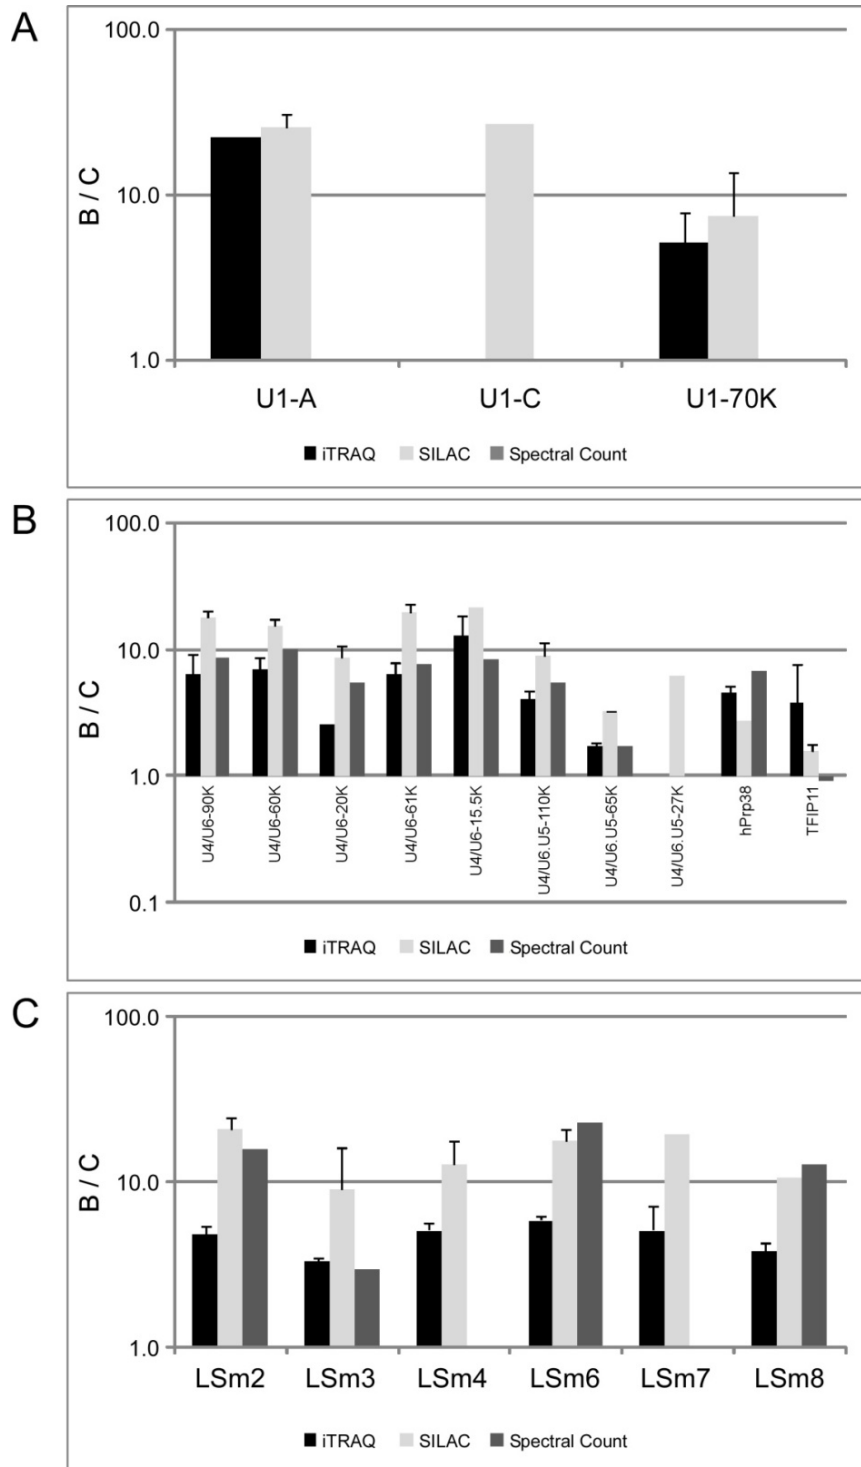 A
100.0
10.0
1.0
B / C
U1-A U1-C U1-70K
iTRAQ SILAC Spectral Count
B
100.0
10.0
1.0
0.1
B / C
U4/U6-90K
U4/U6-60K
U4/U6-20K
U4/U6-61K
U4/U6-15.5K
U4/U6.U5-110K
U4/U6.U5-65K
U4/U6.U5-27K
hPrp38
TFIP11
iTRAQ SILAC Spectral Count
C
100.0
10.0
1.0
B / C
LSm2 LSm3 LSm4 LSm6 LSm7 LSm8
iTRAQ SILAC Spectral Count